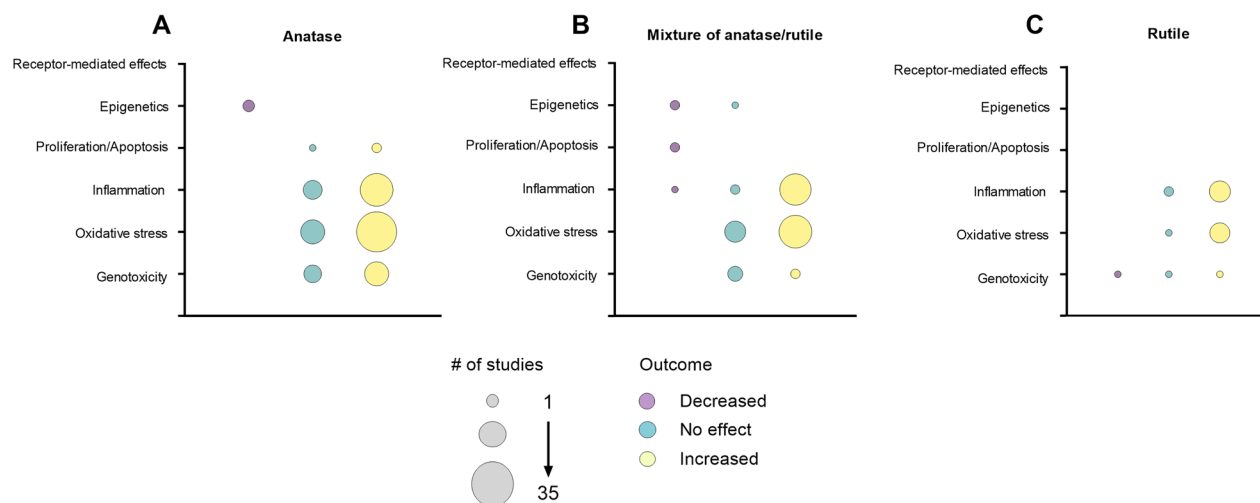 A
Anatase
Receptor-mediated effects
Epigenetics
Proliferation/Apoptosis
Inflammation
Oxidative stress
Genotoxicity
B
Mixture of anatase/rutile
Receptor-mediated effects
Epigenetics
Proliferation/Apoptosis
Inflammation
Oxidative stress
Genotoxicity
C
Rutile
Receptor-mediated effects
Epigenetics
Proliferation/Apoptosis
Inflammation
Oxidative stress
Genotoxicity
# of studies
1
35
Outcome
Decreased
No effect
Increased